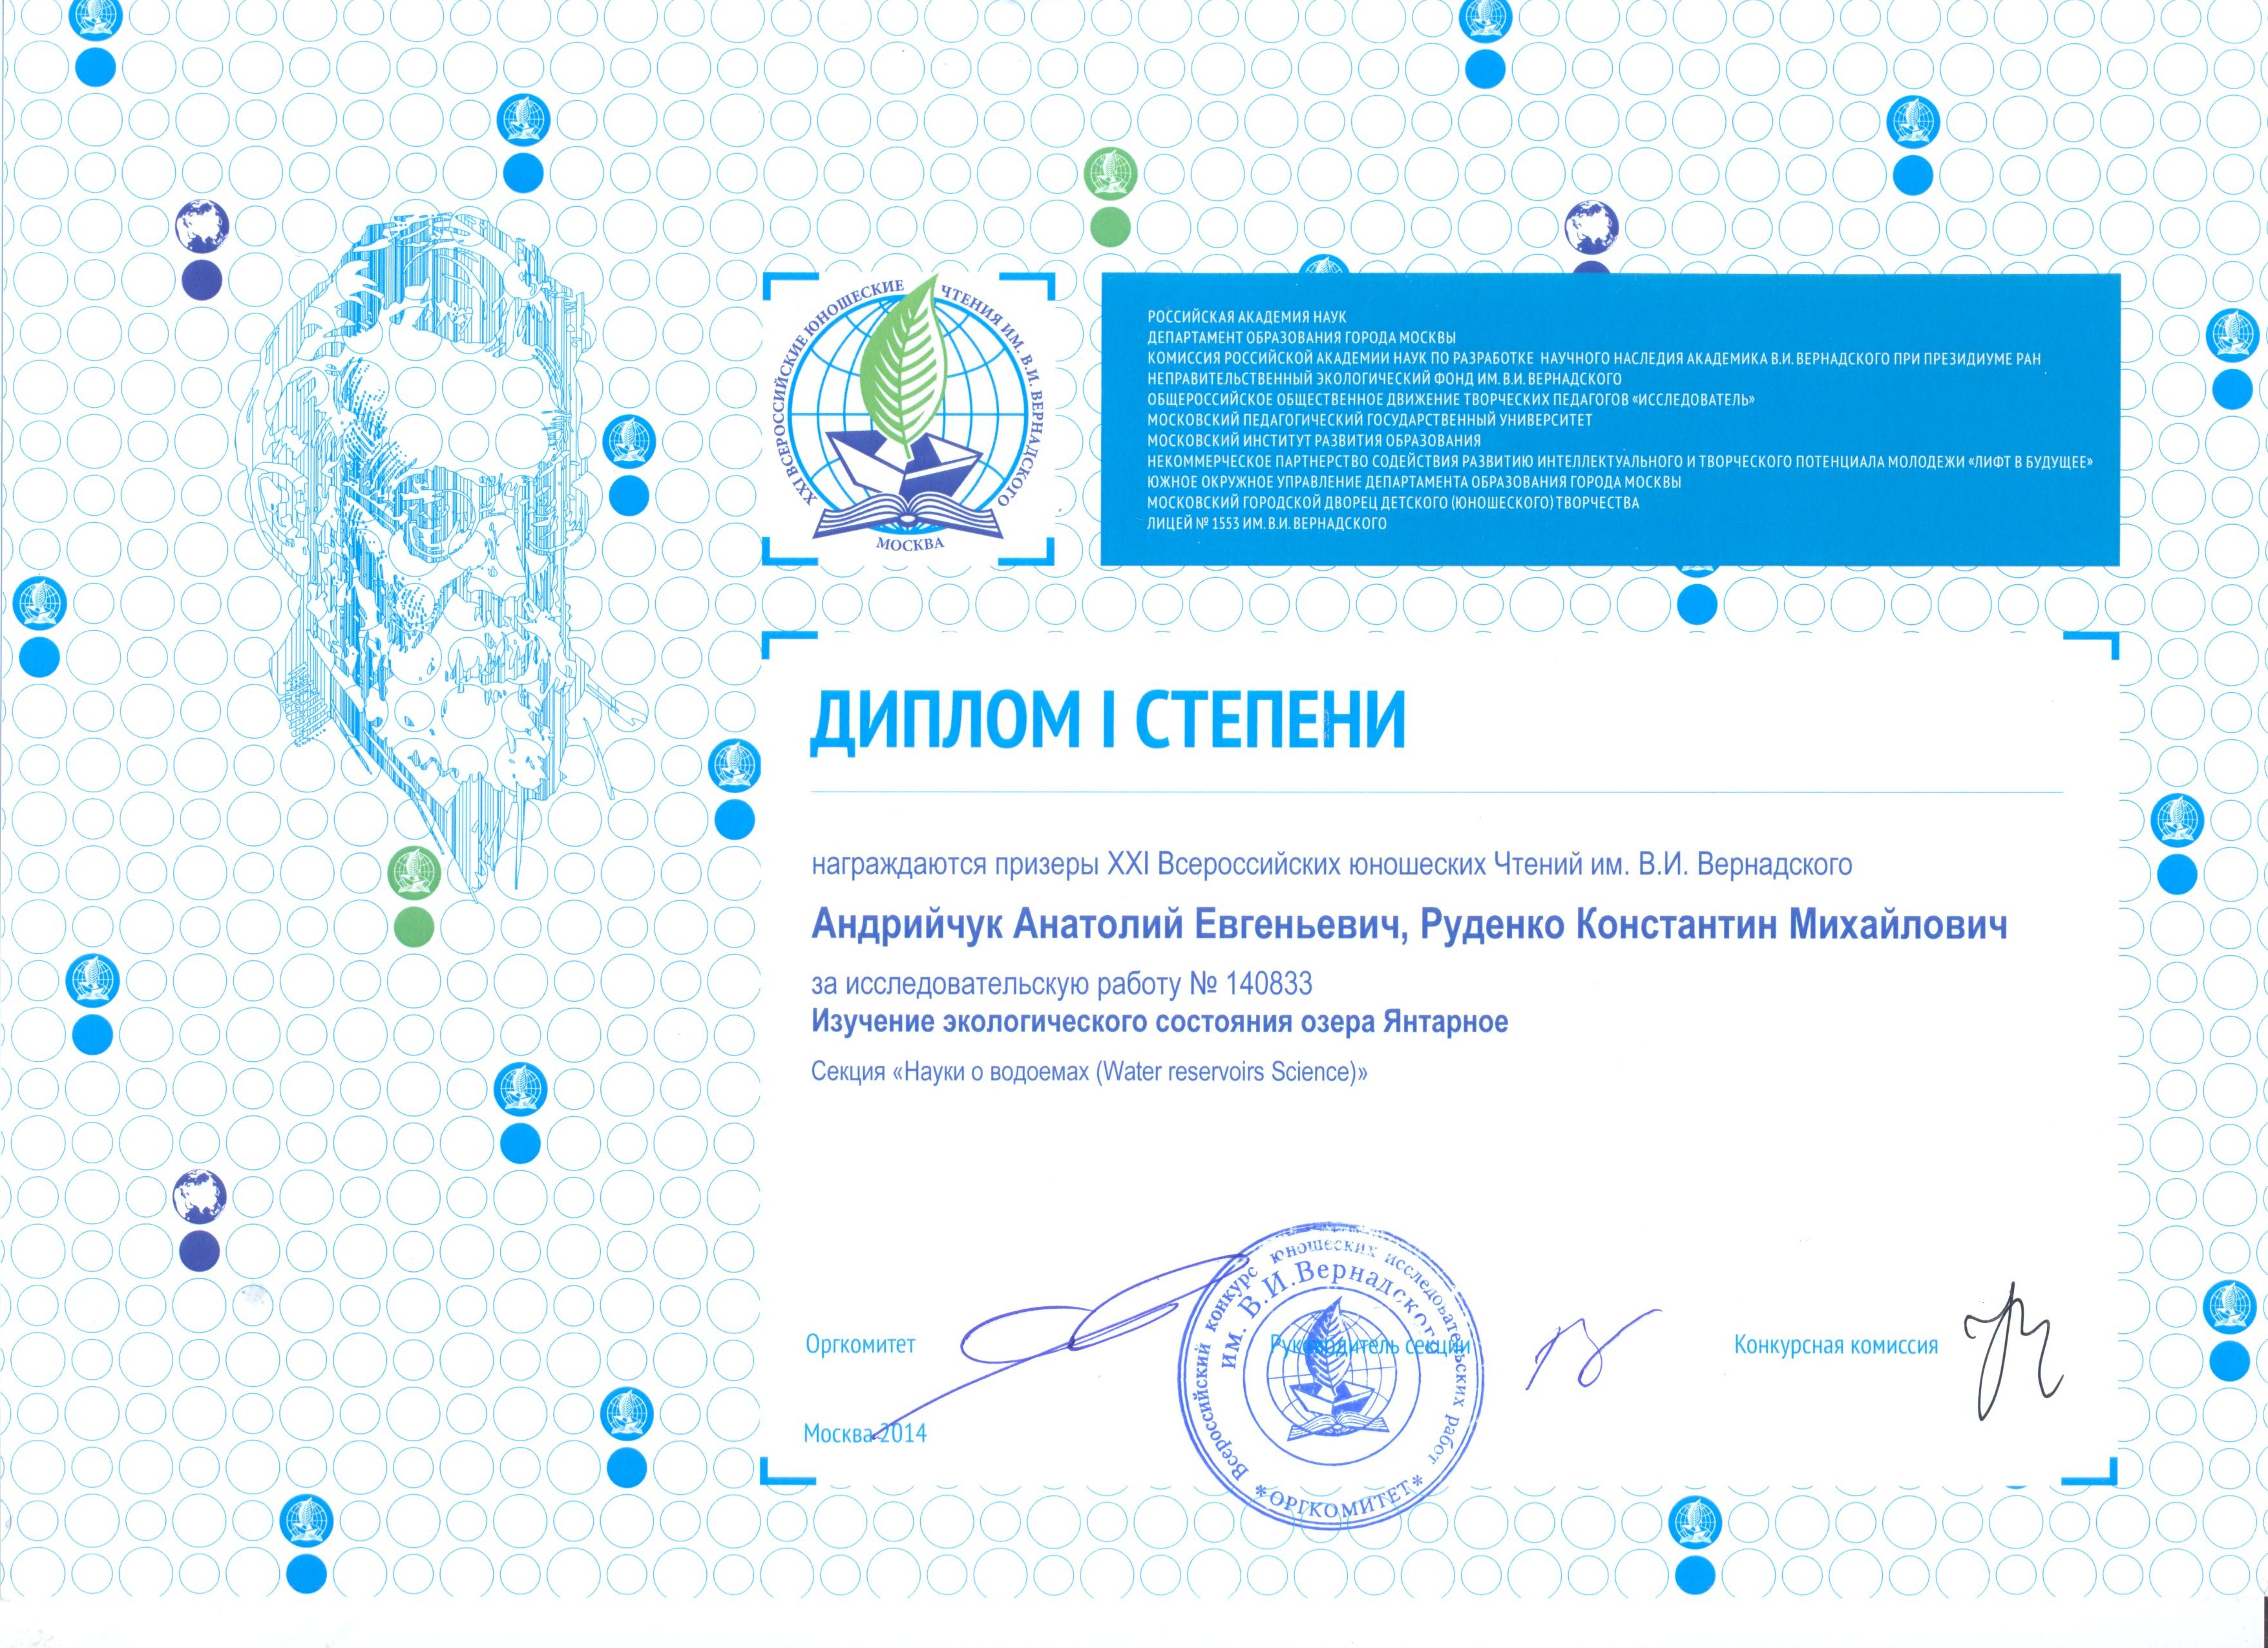 XXI ВСЕРОССИЙСКИЕ ЮНОШЕСКИЕ ЧТЕНИЯ ИМ. В.И. ВЕРНАДСКОГО
МОСКВА
РОССИЙСКАЯ АКАДЕМИЯ НАУК
ДЕПАРТАМЕНТ ОБРАЗОВАНИЯ ГОРОДА МОСКВЫ
КОМИССИЯ РОССИЙСКОЙ АКАДЕМИИ НАУК ПО РАЗРАБОТКЕ НАУЧНОГО НАСЛЕДИЯ АКАДЕМИКА В.И. ВЕРНАДСКОГО ПРИ ПРЕЗИДИУМЕ РАН
НЕПРАВИТЕЛЬСТВЕННЫЙ ЭКОЛОГИЧЕСКИЙ ФОНД ИМ. В.И. ВЕРНАДСКОГО
ОБЩЕРОССИЙСКОЕ ОБЩЕСТВЕННОЕ ДВИЖЕНИЕ ТВОРЧЕСКИХ ПЕДАГОГОВ «ИССЛЕДОВАТЕЛЬ»
МОСКОВСКИЙ ПЕДАГОГИЧЕСКИЙ ГОСУДАРСТВЕННЫЙ УНИВЕРСИТЕТ
МОСКОВСКИЙ ИНСТИТУТ РАЗВИТИЯ ОБРАЗОВАНИЯ
НЕКОММЕРЧЕСКОЕ ПАРТНЕРСТВО СОДЕЙСТВИЯ РАЗВИТИЮ ИНТЕЛЛЕКТУАЛЬНОГО И ТВОРЧЕСКОГО ПОТЕНЦИАЛА МОЛОДЕЖИ «ЛИФТ В БУДУЩЕЕ»
ЮЖНОЕ ОКРУЖНОЕ УПРАВЛЕНИЕ ДЕПАРТАМЕНТА ОБРАЗОВАНИЯ ГОРОДА МОСКВЫ
МОСКОВСКИЙ ГОРОДСКОЙ ДВОРЕЦ ДЕТСКОГО (ЮНОШЕСКОГО) ТВОРЧЕСТВА
ЛИЦЕЙ № 1553 ИМ. В.И. ВЕРНАДСКОГО
ДИПЛОМ I СТЕПЕНИ
награждаются призеры XXI Всероссийских юношеских Чтений им. В.И. Вернадского
Андрийчук Анатолий Евгеньевич, Руденко Константин Михайлович
за исследовательскую работу № 140833
Изучение экологического состояния озера Янтарное
Секция «Науки о водоемах (Water reservoirs Science)»
Оргкомитет
Руководитель секции
Конкурсная комиссия
Всероссийский конкурс юношеских исследовательских работ
им. В.И.Вернадского
*ОРГКОМИТЕТ*
Москва 2014